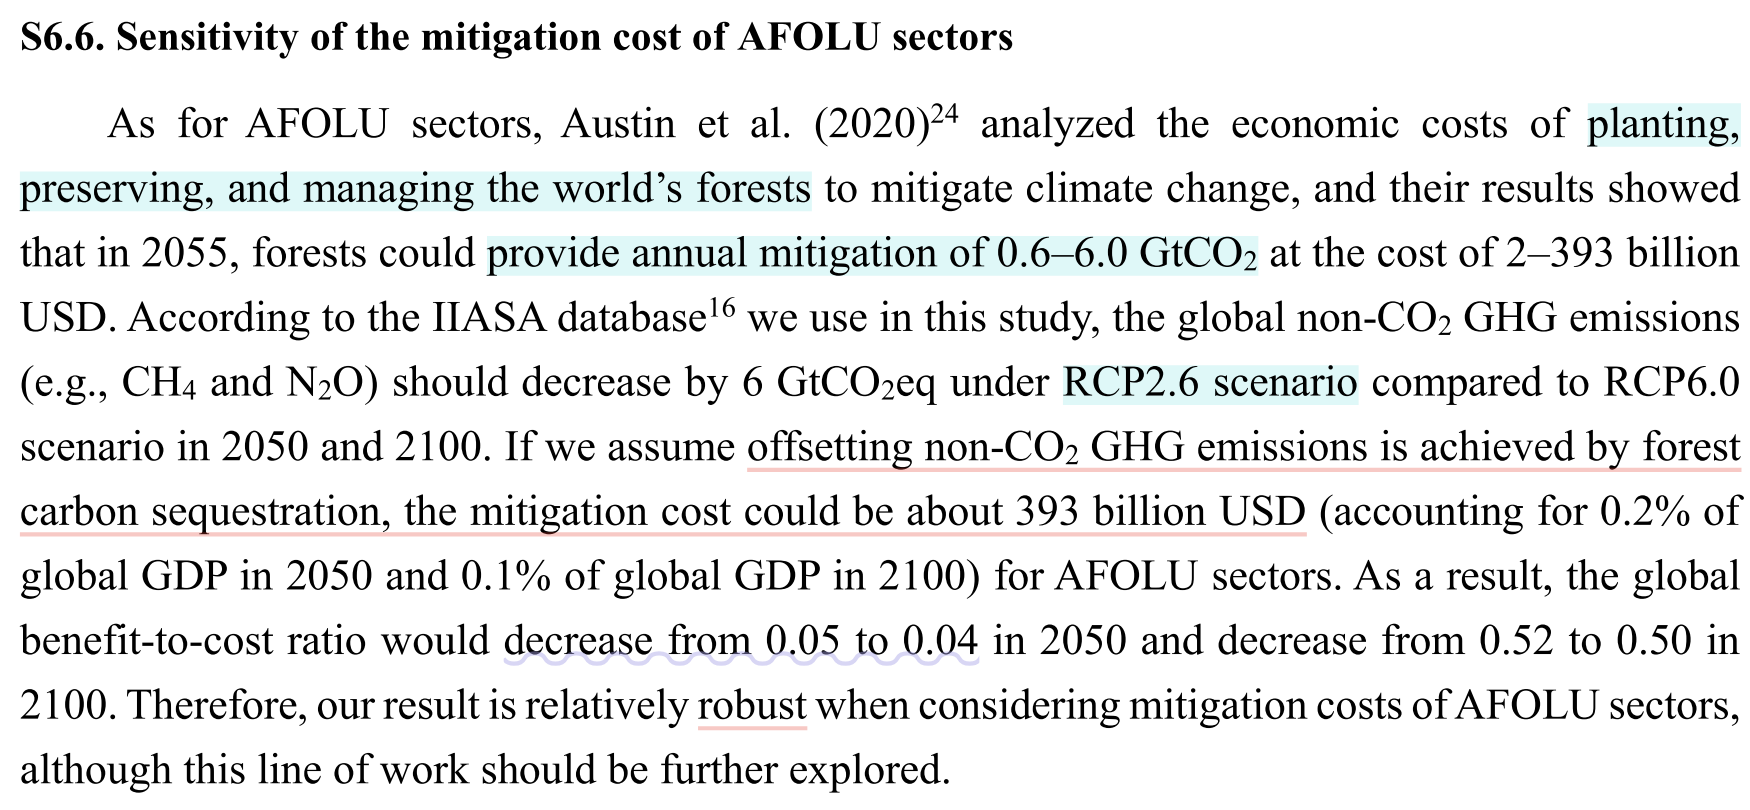 S6.6. Sensitivity of the mitigation cost of AFOLU sectors
As for AFOLU sectors, Austin et al. (2020)²⁴ analyzed the economic costs of planting,
preserving, and managing the world’s forests to mitigate climate change, and their results showed
that in 2055, forests could provide annual mitigation of 0.6–6.0 GtCO₂ at the cost of 2–393 billion
USD. According to the IIASA database¹⁶ we use in this study, the global non-CO₂ GHG emissions
(e.g., CH₄ and N₂O) should decrease by 6 GtCO₂eq under RCP2.6 scenario compared to RCP6.0
scenario in 2050 and 2100. If we assume offsetting non-CO₂ GHG emissions is achieved by forest
carbon sequestration, the mitigation cost could be about 393 billion USD (accounting for 0.2% of
global GDP in 2050 and 0.1% of global GDP in 2100) for AFOLU sectors. As a result, the global
benefit-to-cost ratio would decrease from 0.05 to 0.04 in 2050 and decrease from 0.52 to 0.50 in
2100. Therefore, our result is relatively robust when considering mitigation costs of AFOLU sectors,
although this line of work should be further explored.